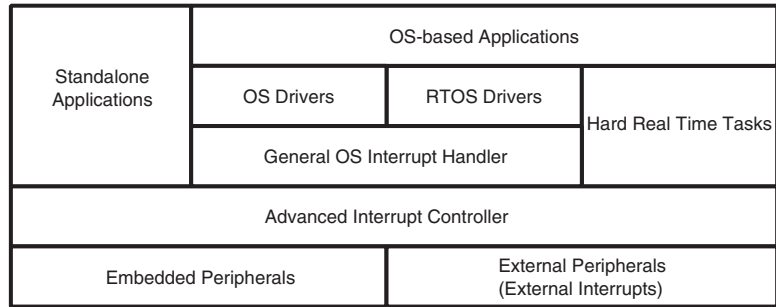 OS-based Applications
Standalone
Applications
OS Drivers
RTOS Drivers
Hard Real Time Tasks
General OS Interrupt Handler
Advanced Interrupt Controller
Embedded Peripherals
External Peripherals
(External Interrupts)